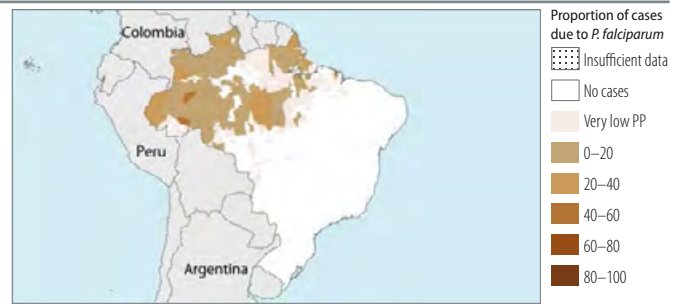 Colombia
Peru
Argentina
Proportion of cases
due to P. falciparum
Insufficient data
No cases
Very low PP
0–20
20–40
40–60
60–80
80–100